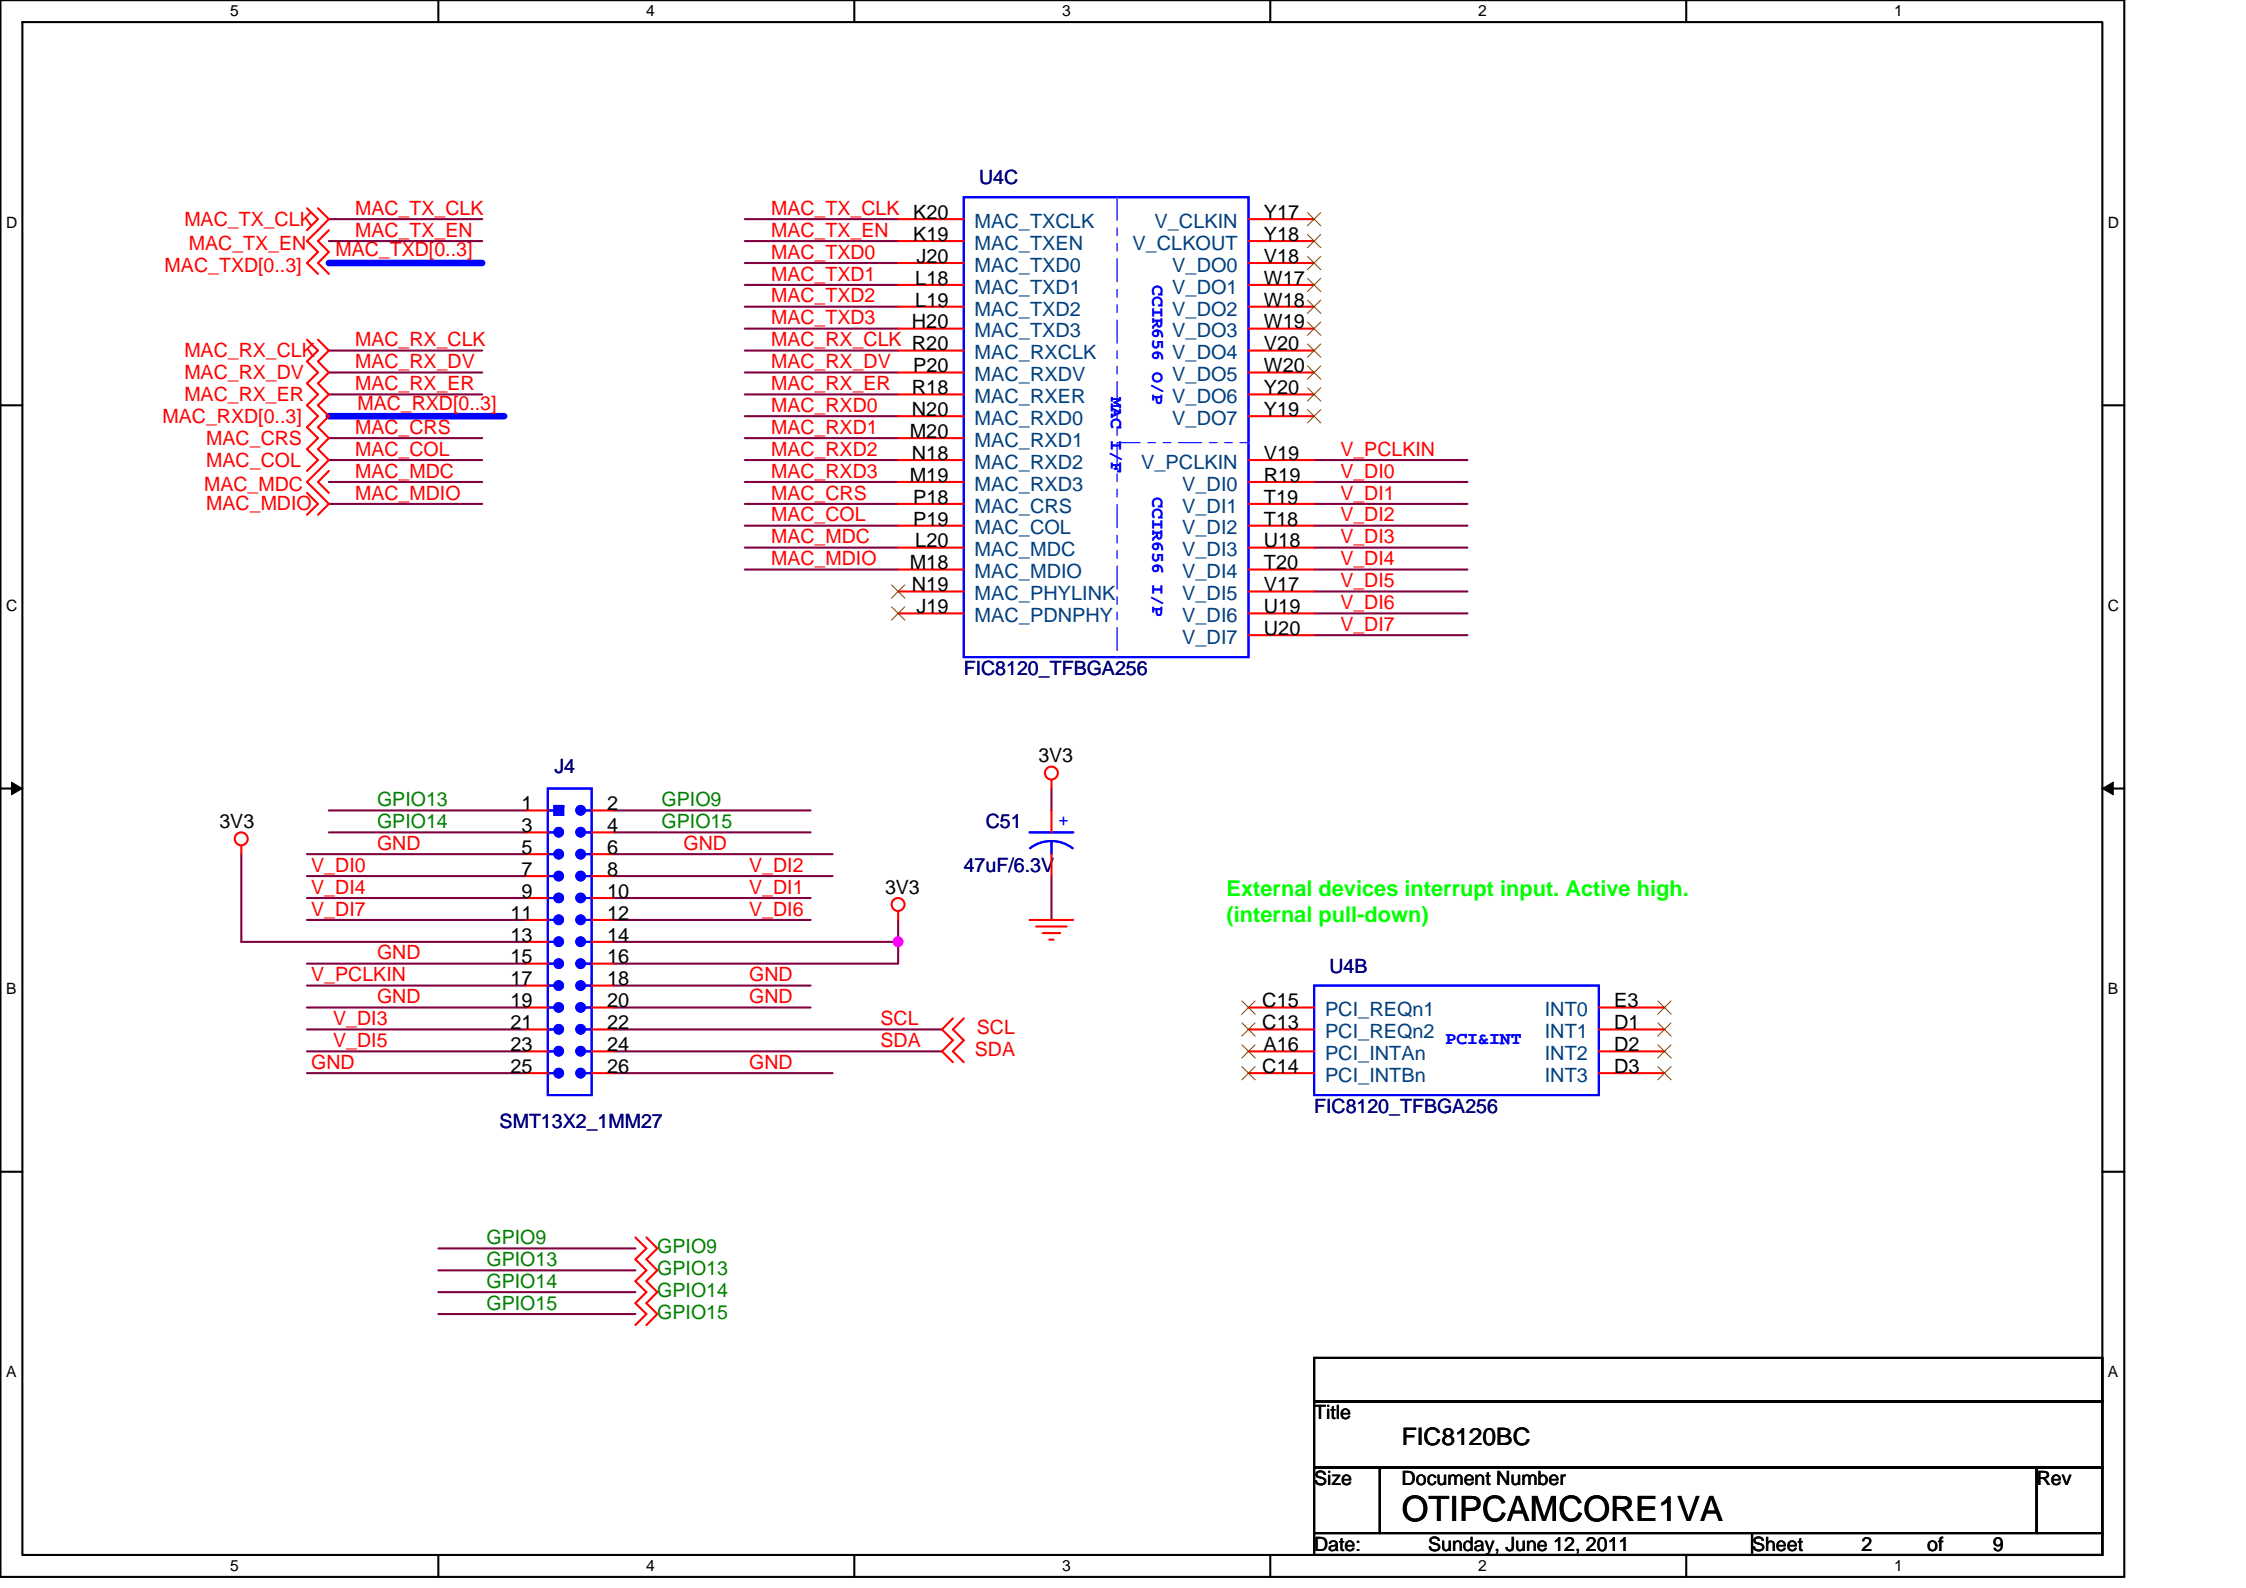 5 4 3 2 1
D D
C C
B B
A A
MAC_TX_CLK MAC_TX_CLK
MAC_TX_EN MAC_TX_EN
MAC_TXD[0..3] MAC_TXD[0..3]
MAC_RX_CLK MAC_RX_CLK
MAC_RX_DV MAC_RX_DV
MAC_RX_ER MAC_RX_ER
MAC_RXD[0..3] MAC_RXD[0..3]
MAC_CRS MAC_CRS
MAC_COL MAC_COL
MAC_MDC MAC_MDC
MAC_MDIO MAC_MDIO
U4C
MAC_TX_CLK K20 MAC_TXCLK V_CLKIN Y17
MAC_TX_EN K19 MAC_TXEN V_CLKOUT Y18
MAC_TXD0 J20 MAC_TXD0 V_DO0 V18
MAC_TXD1 L18 MAC_TXD1 V_DO1 W17
MAC_TXD2 L19 MAC_TXD2 V_DO2 W18
MAC_TXD3 H20 MAC_TXD3 V_DO3 W19
MAC_RX_CLK R20 MAC_RXCLK V_DO4 V20
MAC_RX_DV P20 MAC_RXDV V_DO5 W20
MAC_RX_ER R18 MAC_RXER V_DO6 Y20
MAC_RXD0 N20 MAC_RXD0 V_DO7 Y19
MAC_RXD1 M20 MAC_RXD1
MAC_RXD2 N18 MAC_RXD2 V_PCLKIN V19 V_PCLKIN
MAC_RXD3 M19 MAC_RXD3 V_DI0 R19 V_DI0
MAC_CRS P18 MAC_CRS V_DI1 T19 V_DI1
MAC_COL P19 MAC_COL V_DI2 T18 V_DI2
MAC_MDC L20 MAC_MDC V_DI3 U18 V_DI3
MAC_MDIO M18 MAC_MDIO V_DI4 T20 V_DI4
N19 MAC_PHYLINK V_DI5 V17 V_DI5
J19 MAC_PDNPHY V_DI6 U19 V_DI6
V_DI7 U20 V_DI7
CCIR656 O/P
MAC I/F
CCIR656 I/P
FIC8120_TFBGA256
J4
3V3
GPIO13 1 2 GPIO9
GPIO14 3 4 GPIO15
GND 5 6 GND
V_DI0 7 8 V_DI2
V_DI4 9 10 V_DI1
V_DI7 11 12 V_DI6
13 14 3V3
GND 15 16
V_PCLKIN 17 18 GND
GND 19 20 GND
V_DI3 21 22 SCL SCL
V_DI5 23 24 SDA SDA
GND 25 26 GND
SMT13X2_1MM27
3V3
C51 +
47uF/6.3V
External devices interrupt input. Active high.
(internal pull-down)
U4B
C15 PCI_REQn1 INT0 E3
C13 PCI_REQn2 INT1 D1
A16 PCI_INTAn INT2 D2
C14 PCI_INTBn INT3 D3
PCI&INT
FIC8120_TFBGA256
GPIO9 GPIO9
GPIO13 GPIO13
GPIO14 GPIO14
GPIO15 GPIO15
Title
FIC8120BC
Size Document Number Rev
OTIPCAMCORE1VA
Date: Sunday, June 12, 2011 Sheet 2 of 9
5 4 3 2 1